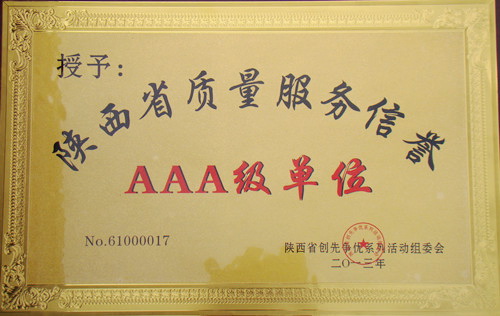 授予：
陕西省质量服务信誉
AAA级单位
No.61000017
陕西省创先争优系列活动组委会
二〇一三年